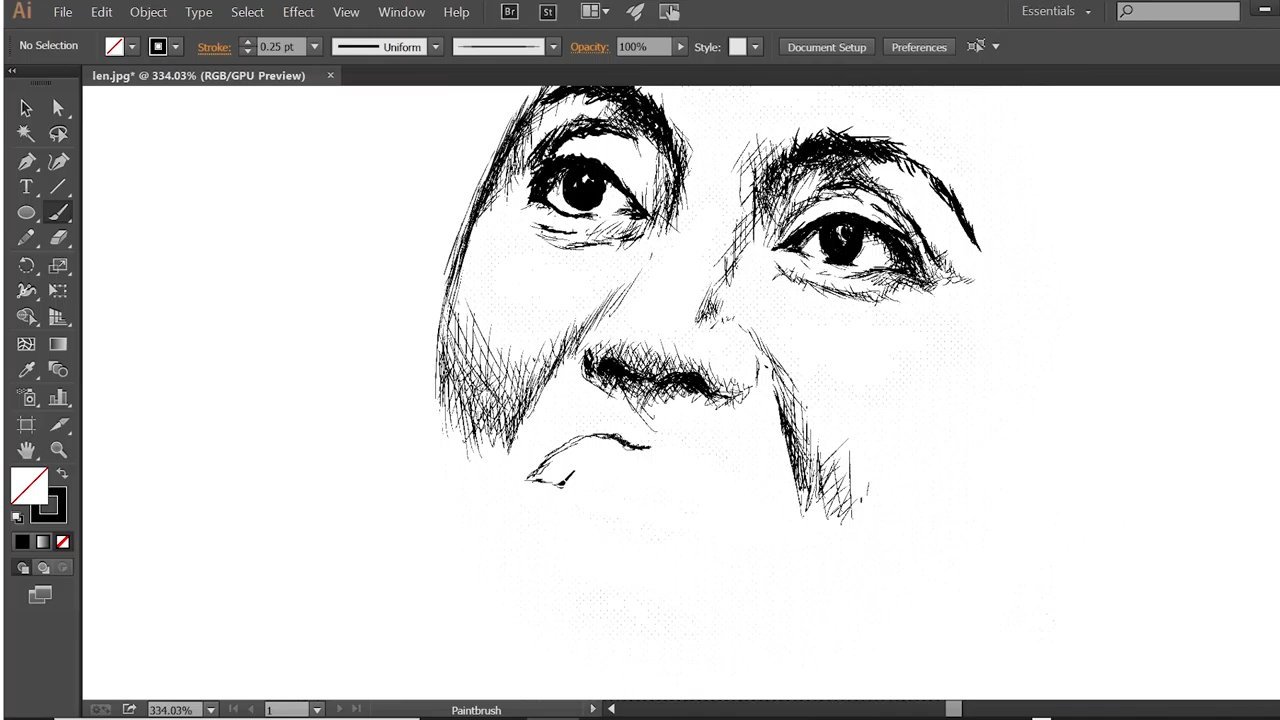 Ai File Edit Object Type Select Effect View Window Help Br St Essentials
No Selection Stroke: 0.25 pt Uniform Opacity: 100% Style: Document Setup Preferences
len.jpg* @ 334.03% (RGB/GPU Preview) ×
T
334.03% 1 Paintbrush